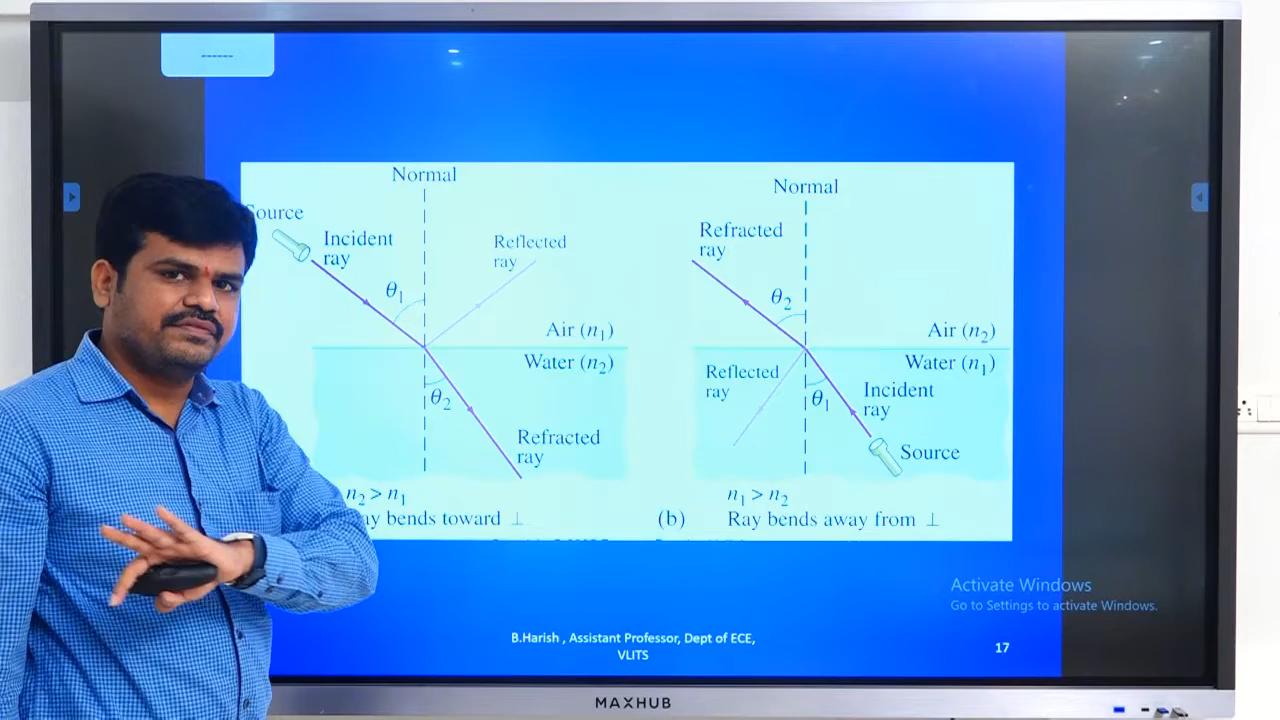 ------
Normal
Source
Incident
ray
θ1
Reflected
ray
Air (n1)
Water (n2)
θ2
Refracted
ray
n2 > n1
ay bends toward ⊥
Normal
Refracted
ray
θ2
Air (n2)
Water (n1)
Reflected
ray
θ1
Incident
ray
Source
n1 > n2
(b) Ray bends away from ⊥
Activate Windows
Go to Settings to activate Windows.
B.Harish , Assistant Professor, Dept of ECE,
VLITS
17
MAXHUB